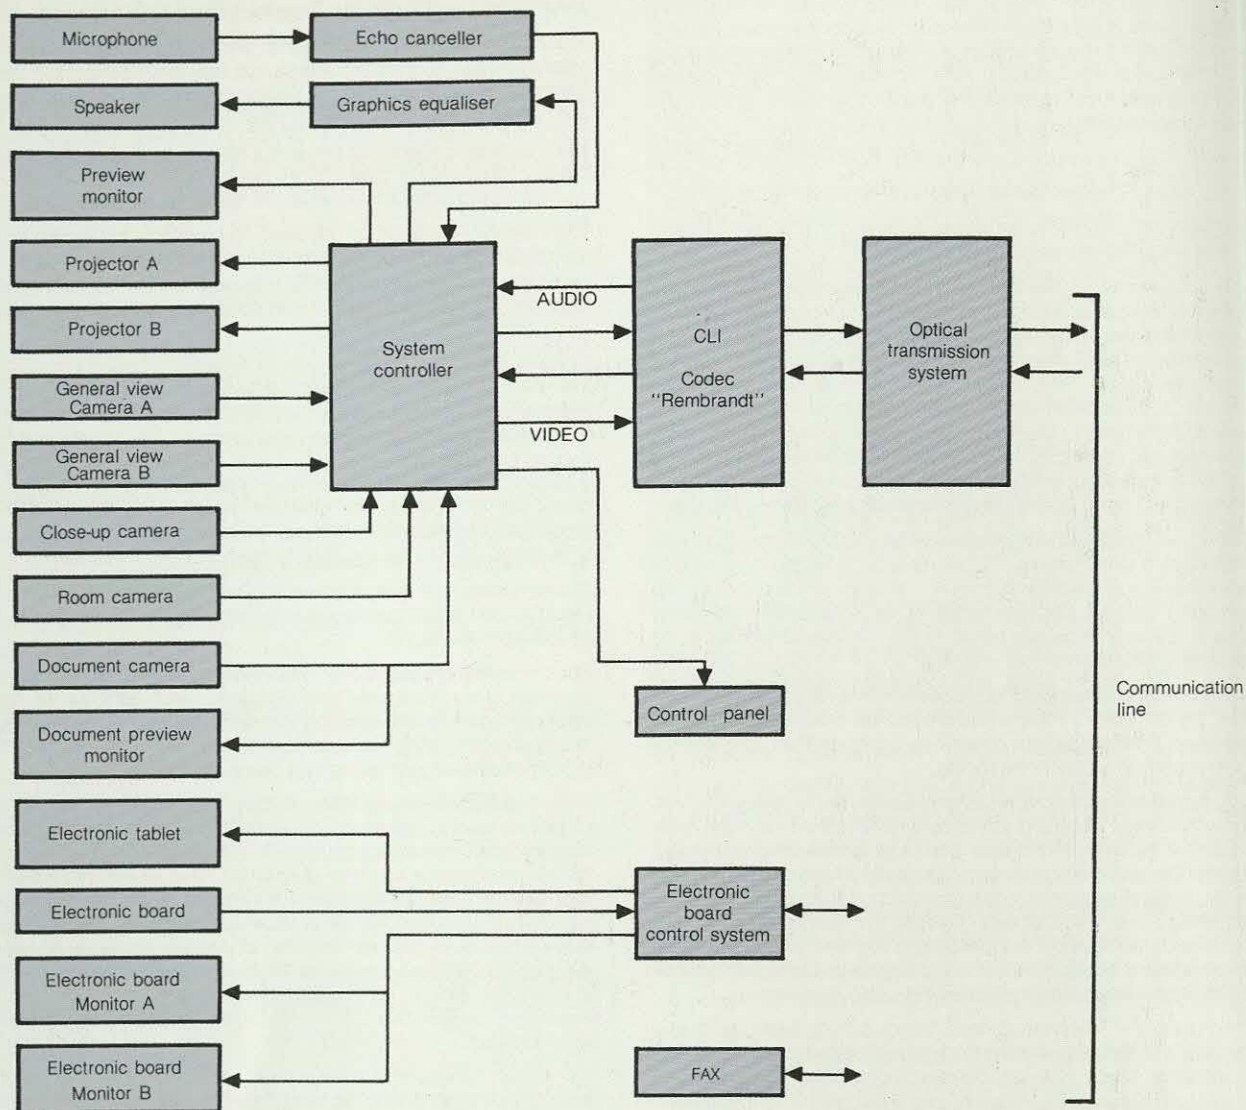 Microphone
Echo canceller
Speaker
Graphics equaliser
Preview
monitor
Projector A
Projector B
General view
Camera A
General view
Camera B
Close-up camera
Room camera
Document camera
Document preview
monitor
Electronic tablet
Electronic board
Electronic board
Monitor A
Electronic board
Monitor B
System
controller
AUDIO
VIDEO
CLI
Codec
"Rembrandt"
Optical
transmission
system
Control panel
Electronic
board
control system
FAX
Communication
line